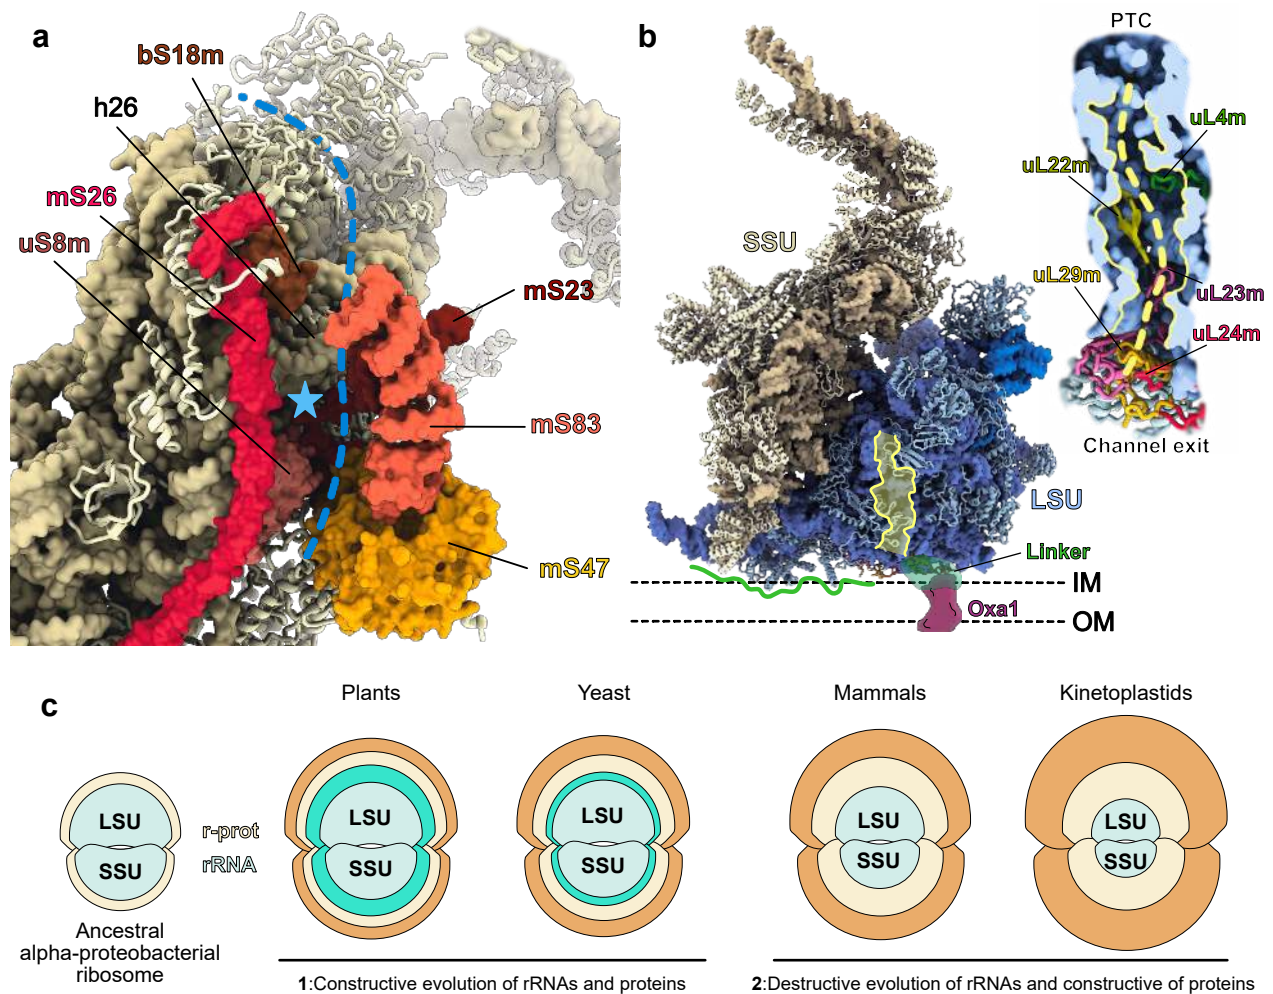 a
bS18m
h26
mS26
uS8m
mS23
mS83
mS47
b
PTC
uL4m
uL22m
SSU
uL29m
uL23m
uL24m
Channel exit
LSU
Linker
IM
Oxa1
OM
c
Plants
Yeast
Mammals
Kinetoplastids
LSU
SSU
r-prot
rRNA
LSU
SSU
LSU
SSU
LSU
SSU
LSU
SSU
Ancestral
alpha-proteobacterial
ribosome
1:Constructive evolution of rRNAs and proteins
2:Destructive evolution of rRNAs and constructive of proteins